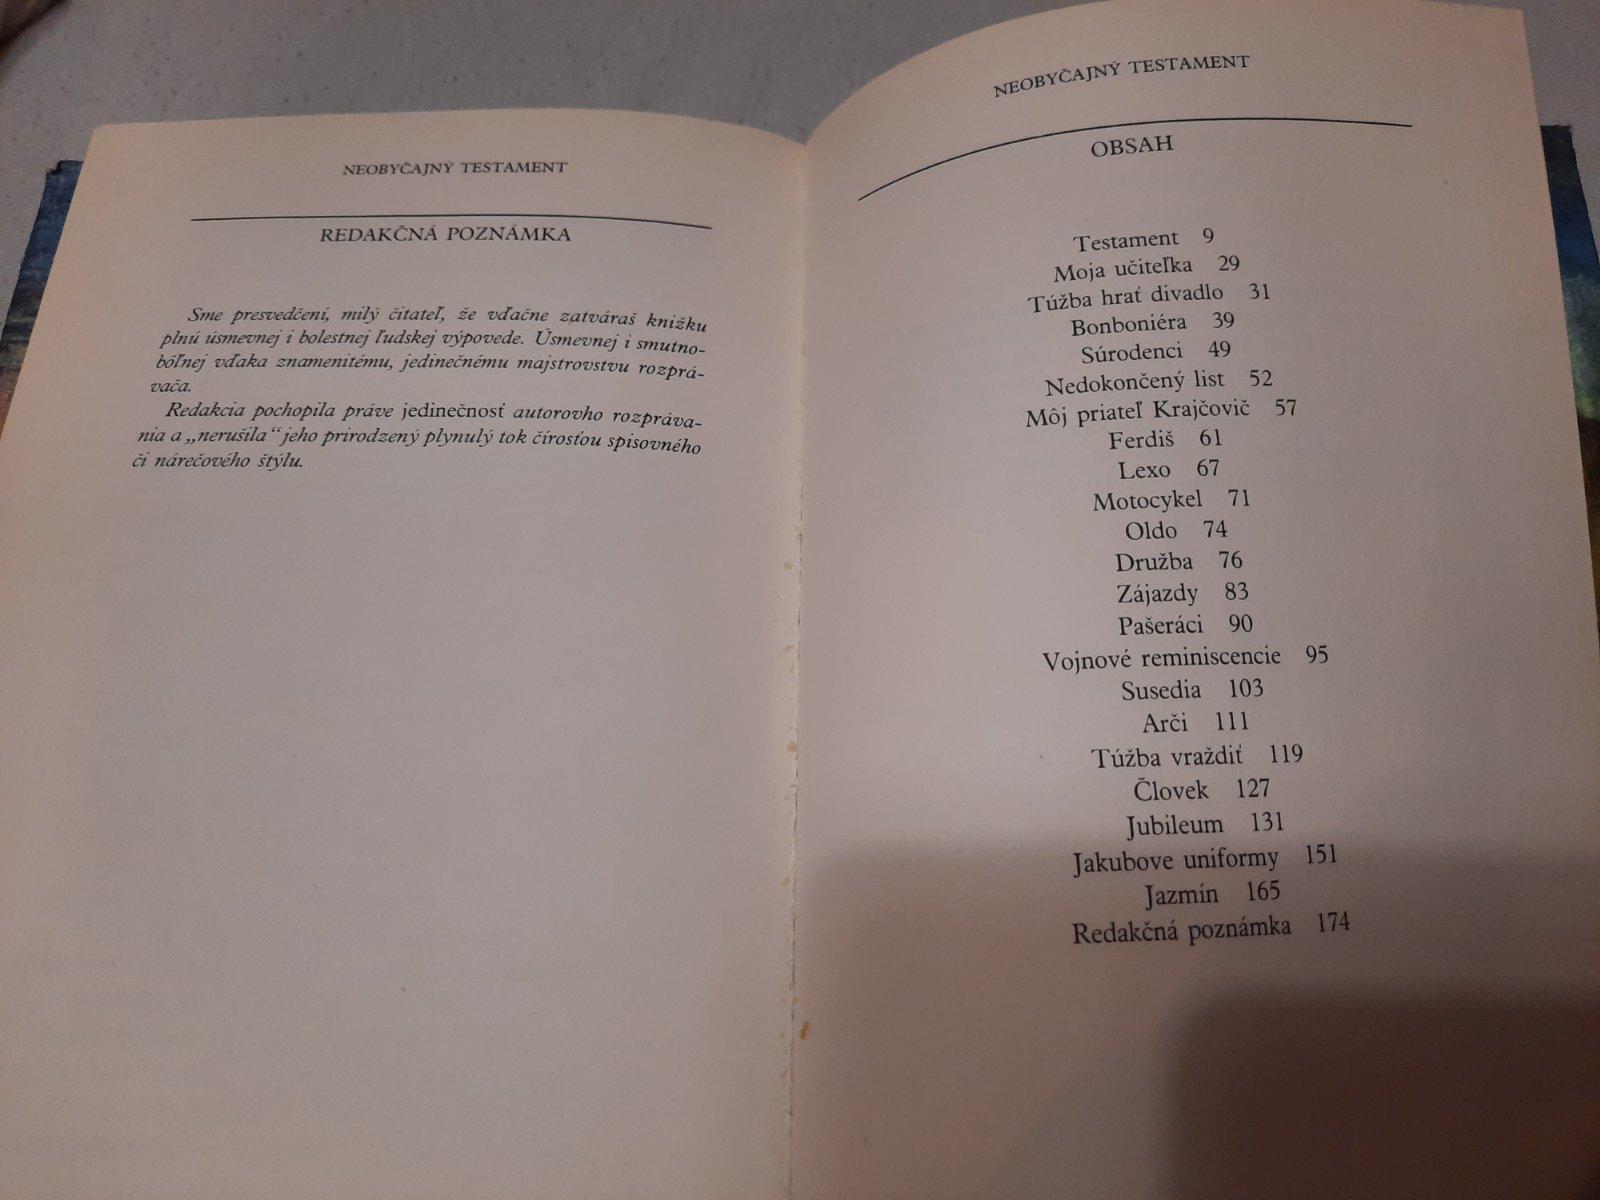 NEOBYČAJNÝ TESTAMENT
REDAKČNÁ POZNÁMKA
Sme presvedčení, milý čitateľ, že vďačne zatváraš knižku
plnú úsmevnej i bolestnej ľudskej výpovede. Úsmevnej i smutno-
bôľnej vďaka znamenitému, jedinečnému majstrovstvu rozprá-
vača.
Redakcia pochopila práve jedinečnosť autorovho rozpráva-
nia a „nerušila“ jeho prirodzený plynulý tok čírosťou spisovného
či nárečového štýlu.
NEOBYČAJNÝ TESTAMENT
OBSAH
Testament 9
Moja učiteľka 29
Túžba hrať divadlo 31
Bonboniéra 39
Súrodenci 49
Nedokončený list 52
Môj priateľ Krajčovič 57
Ferdiš 61
Lexo 67
Motocykel 71
Oldo 74
Družba 76
Zájazdy 83
Pašeráci 90
Vojnové reminiscencie 95
Susedia 103
Arči 111
Túžba vraždiť 119
Človek 127
Jubileum 131
Jakubove uniformy 151
Jazmín 165
Redakčná poznámka 174